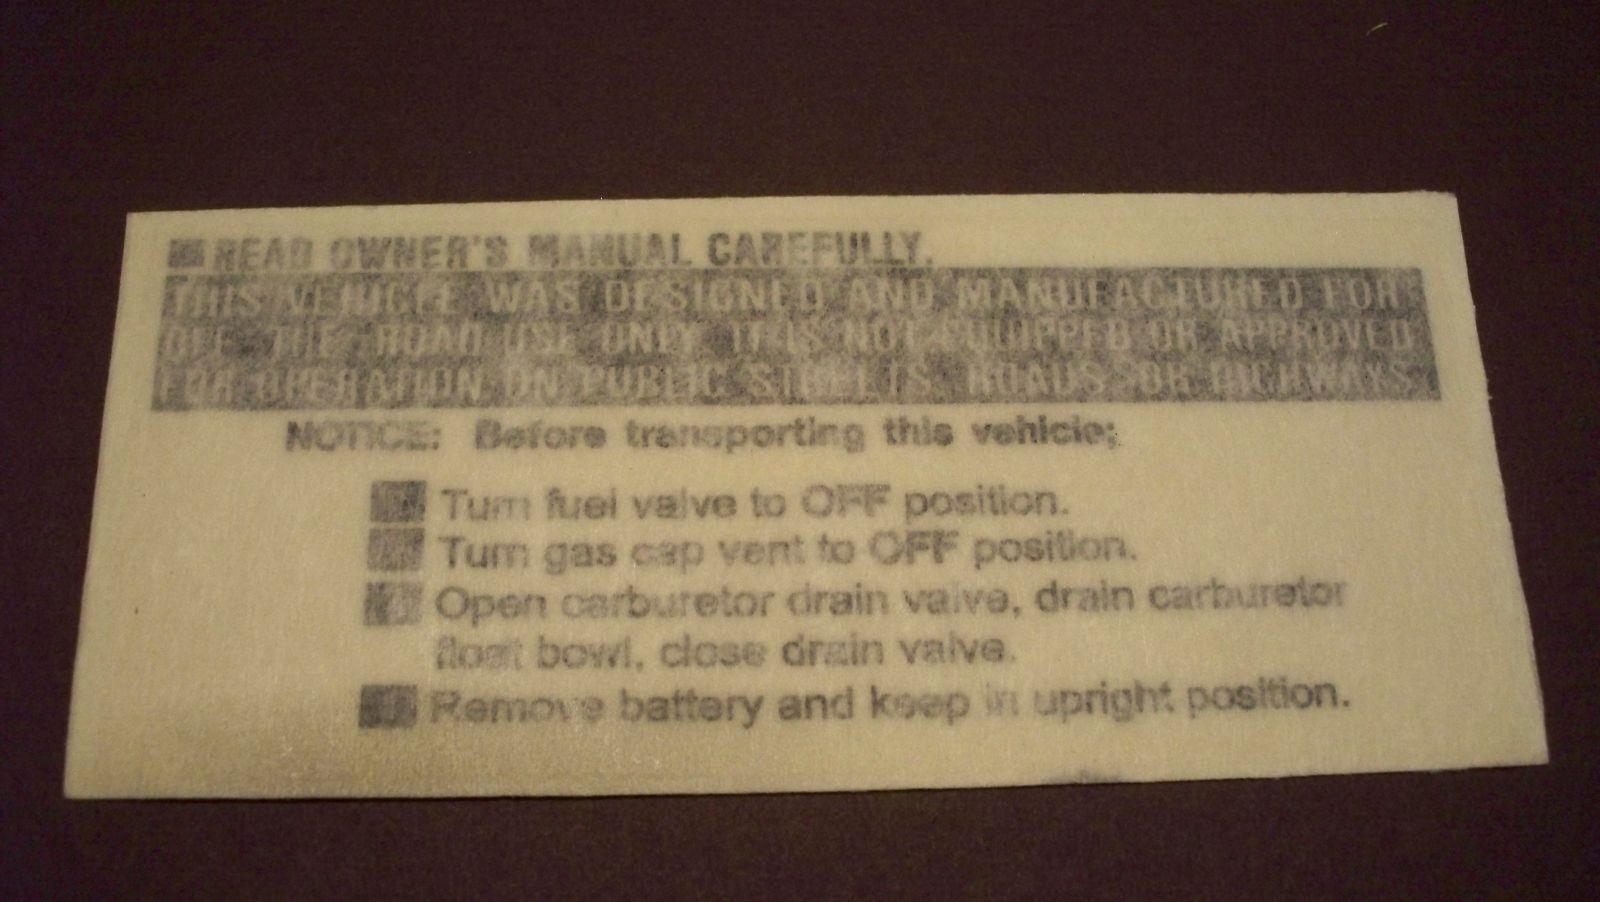 READ OWNER'S MANUAL CAREFULLY.
THIS VEHICLE WAS DESIGNED AND MANUFACTURED FOR
OFF THE ROAD USE ONLY. IT IS NOT EQUIPPED OR APPROVED
FOR OPERATION ON PUBLIC STREETS, ROADS OR HIGHWAYS.
NOTICE: Before transporting this vehicle;
Turn fuel valve to OFF position.
Turn gas cap vent to OFF position.
Open carburetor drain valve, drain carburetor
float bowl, close drain valve.
Remove battery and keep in upright position.